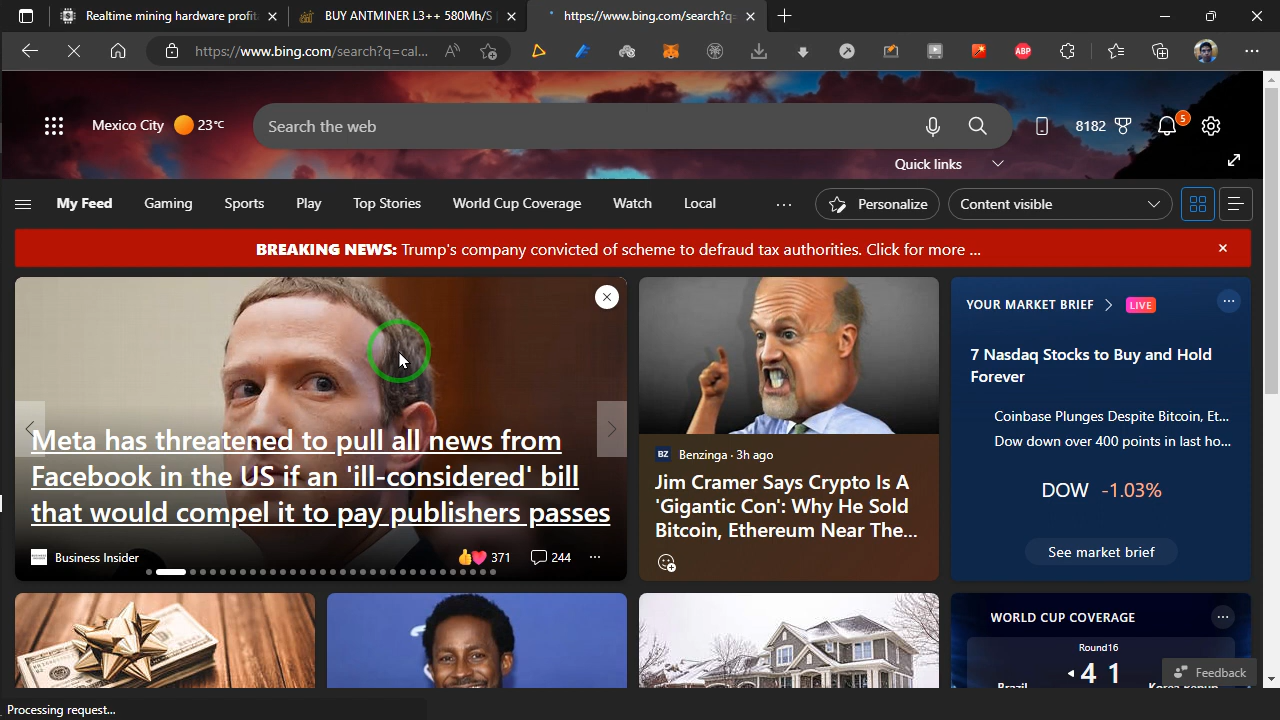 Realtime mining hardware profit
BUY ANTMINER L3++ 580Mh/S
https://www.bing.com/search?q=
https://www.bing.com/search?q=cal...
ABP
Mexico City 23°C
Search the web
8182
5
Quick links
My Feed Gaming Sports Play Top Stories World Cup Coverage Watch Local ...
Personalize
Content visible
BREAKING NEWS: Trump's company convicted of scheme to defraud tax authorities. Click for more ...
Meta has threatened to pull all news from
Facebook in the US if an 'ill-considered' bill
that would compel it to pay publishers passes
Business Insider
371 244 ...
BZ Benzinga · 3h ago
Jim Cramer Says Crypto Is A
'Gigantic Con': Why He Sold
Bitcoin, Ethereum Near The...
YOUR MARKET BRIEF LIVE
7 Nasdaq Stocks to Buy and Hold
Forever
Coinbase Plunges Despite Bitcoin, Et...
Dow down over 400 points in last ho...
DOW -1.03%
See market brief
WORLD CUP COVERAGE
Round16
4 1
Brazil
Feedback
Processing request...